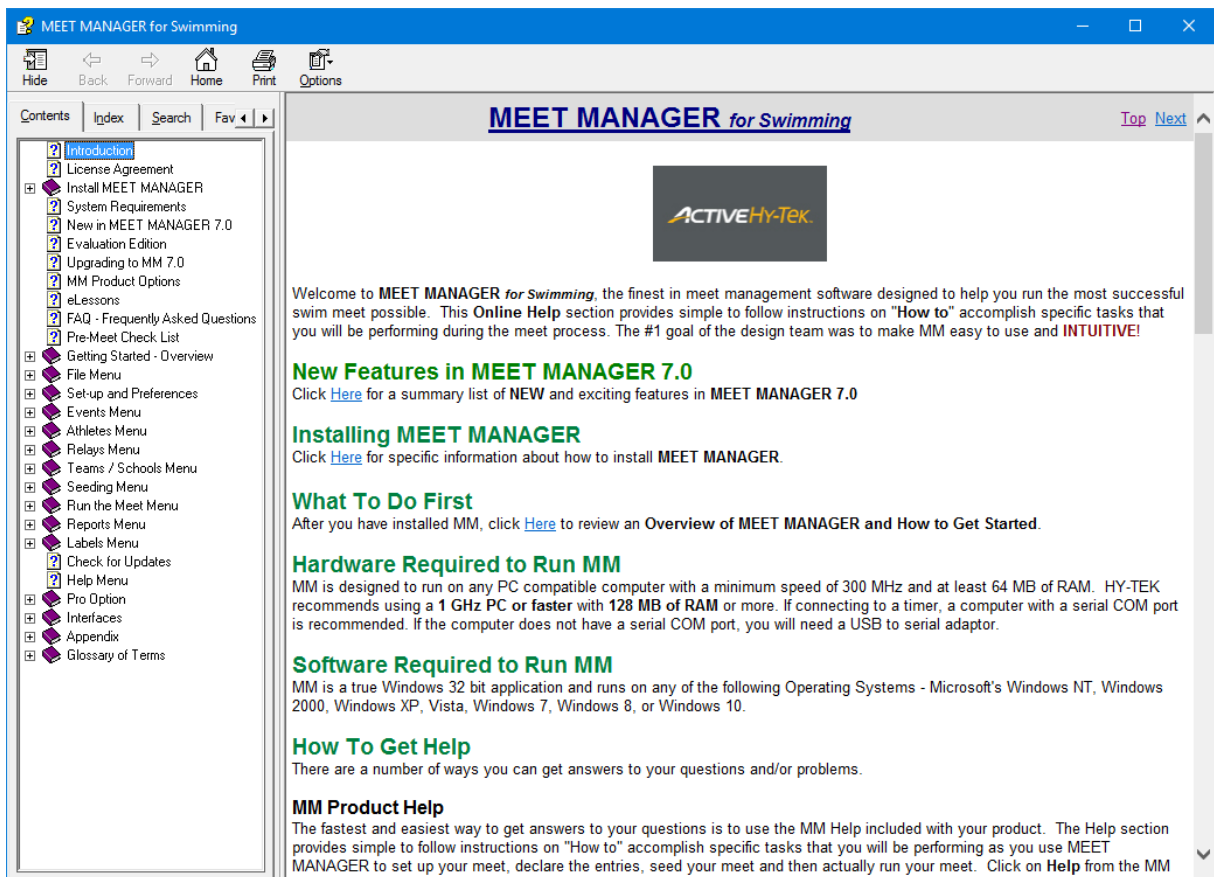 MEET MANAGER for Swimming
Hide Back Forward Home Print Options
Contents Index Search Fav
Introduction
License Agreement
Install MEET MANAGER
System Requirements
New in MEET MANAGER 7.0
Evaluation Edition
Upgrading to MM 7.0
MM Product Options
eLessons
FAQ - Frequently Asked Questions
Pre-Meet Check List
Getting Started - Overview
File Menu
Set-up and Preferences
Events Menu
Athletes Menu
Relays Menu
Teams / Schools Menu
Seeding Menu
Run the Meet Menu
Reports Menu
Labels Menu
Check for Updates
Help Menu
Pro Option
Interfaces
Appendix
Glossary of Terms
MEET MANAGER for Swimming
Top Next
ACTIVEHY-TEK.
Welcome to MEET MANAGER for Swimming, the finest in meet management software designed to help you run the most successful
swim meet possible. This Online Help section provides simple to follow instructions on "How to" accomplish specific tasks that
you will be performing during the meet process. The #1 goal of the design team was to make MM easy to use and INTUITIVE!
New Features in MEET MANAGER 7.0
Click Here for a summary list of NEW and exciting features in MEET MANAGER 7.0
Installing MEET MANAGER
Click Here for specific information about how to install MEET MANAGER.
What To Do First
After you have installed MM, click Here to review an Overview of MEET MANAGER and How to Get Started.
Hardware Required to Run MM
MM is designed to run on any PC compatible computer with a minimum speed of 300 MHz and at least 64 MB of RAM. HY-TEK
recommends using a 1 GHz PC or faster with 128 MB of RAM or more. If connecting to a timer, a computer with a serial COM port
is recommended. If the computer does not have a serial COM port, you will need a USB to serial adaptor.
Software Required to Run MM
MM is a true Windows 32 bit application and runs on any of the following Operating Systems - Microsoft's Windows NT, Windows
2000, Windows XP, Vista, Windows 7, Windows 8, or Windows 10.
How To Get Help
There are a number of ways you can get answers to your questions and/or problems.
MM Product Help
The fastest and easiest way to get answers to your questions is to use the MM Help included with your product. The Help section
provides simple to follow instructions on "How to" accomplish specific tasks that you will be performing as you use MEET
MANAGER to set up your meet, declare the entries, seed your meet and then actually run your meet. Click on Help from the MM